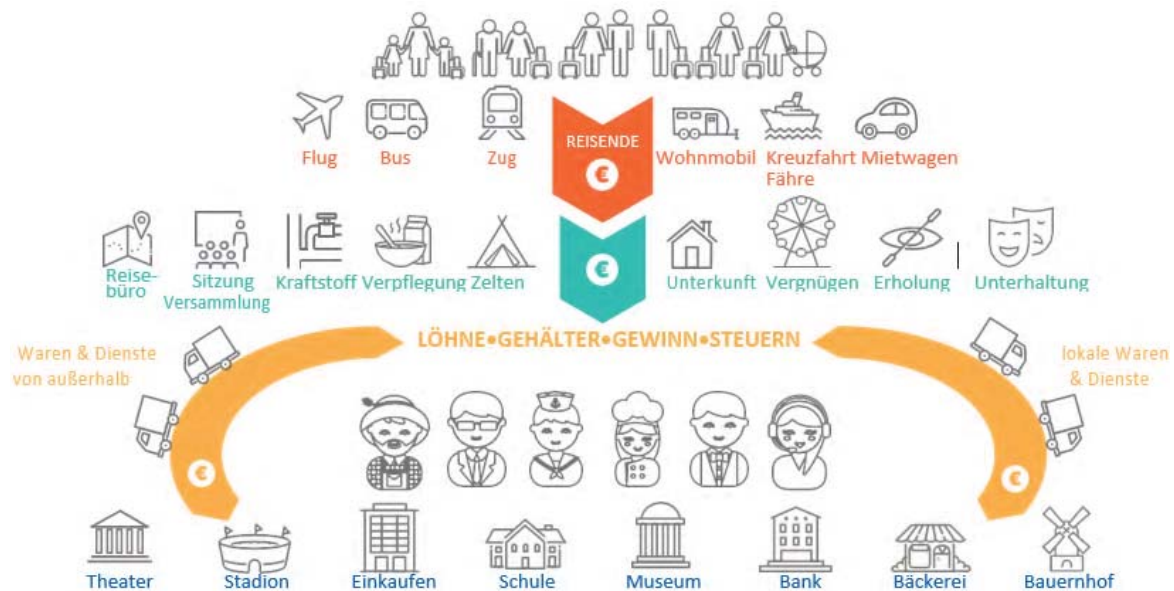 REISENDE
€
Flug
Bus
Zug
Wohnmobil
Kreuzfahrt
Fähre
Mietwagen
€
Reise-
büro
Sitzung
Versammlung
Kraftstoff
Verpflegung
Zelten
Unterkunft
Vergnügen
Erholung
Unterhaltung
LÖHNE•GEHÄLTER•GEWINN•STEUERN
Waren & Dienste
von außerhalb
lokale Waren
& Dienste
€
€
Theater
Stadion
Einkaufen
Schule
Museum
Bank
Bäckerei
Bauernhof